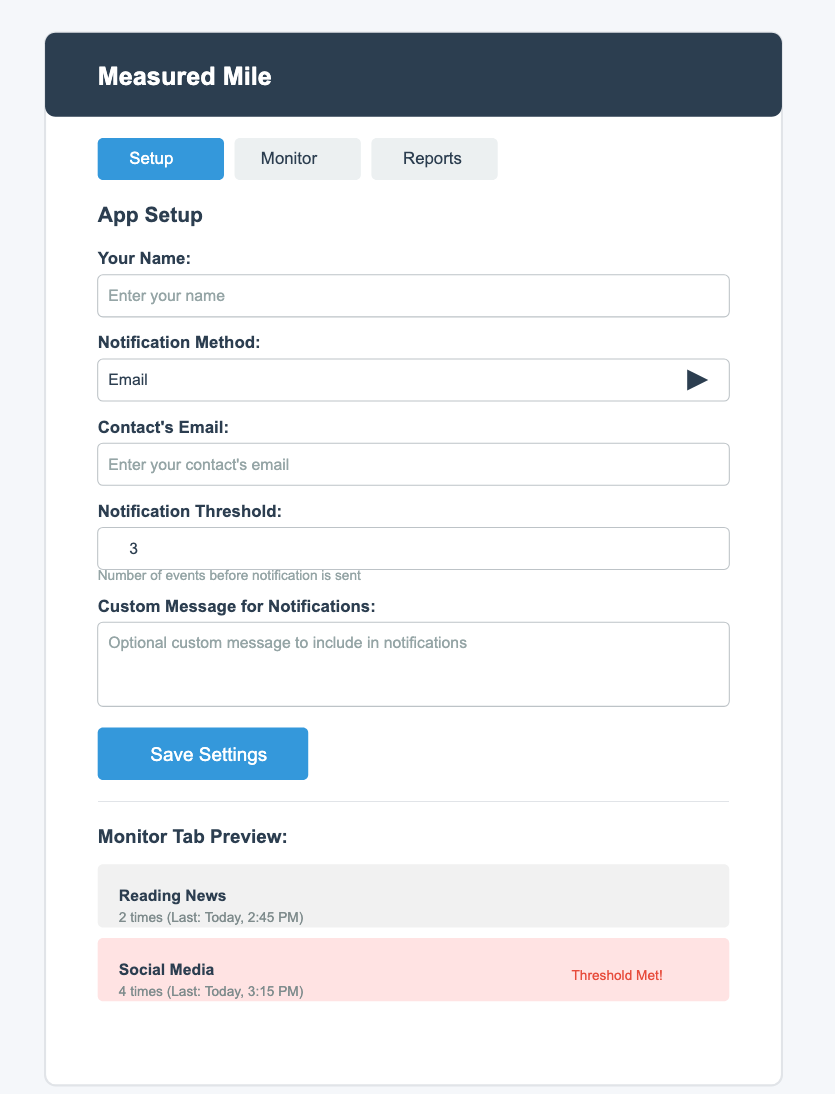 Measured Mile
Setup Monitor Reports
App Setup
Your Name:
Enter your name
Notification Method:
Email
Contact's Email:
Enter your contact's email
Notification Threshold:
3
Number of events before notification is sent
Custom Message for Notifications:
Optional custom message to include in notifications
Save Settings
Monitor Tab Preview:
Reading News
2 times (Last: Today, 2:45 PM)
Social Media
Threshold Met!
4 times (Last: Today, 3:15 PM)